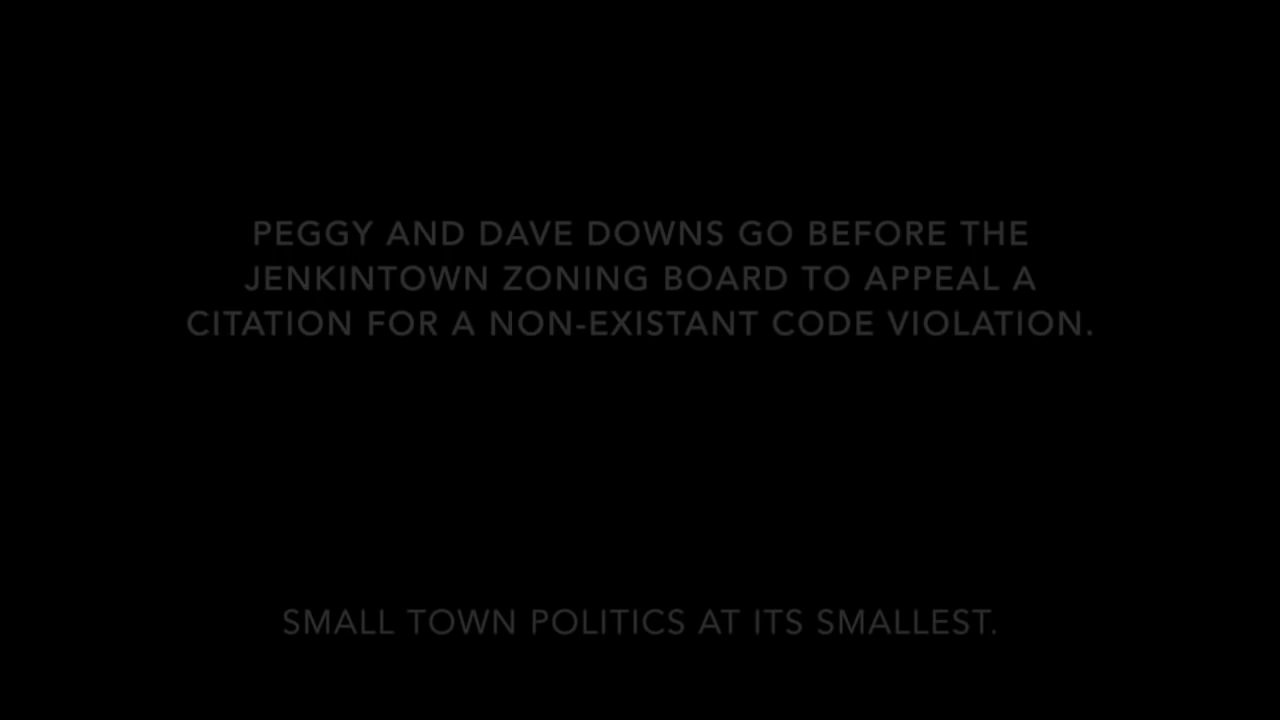 PEGGY AND DAVE DOWNS GO BEFORE THE
JENKINTOWN ZONING BOARD TO APPEAL A
CITATION FOR A NON-EXISTANT CODE VIOLATION.
SMALL TOWN POLITICS AT ITS SMALLEST.